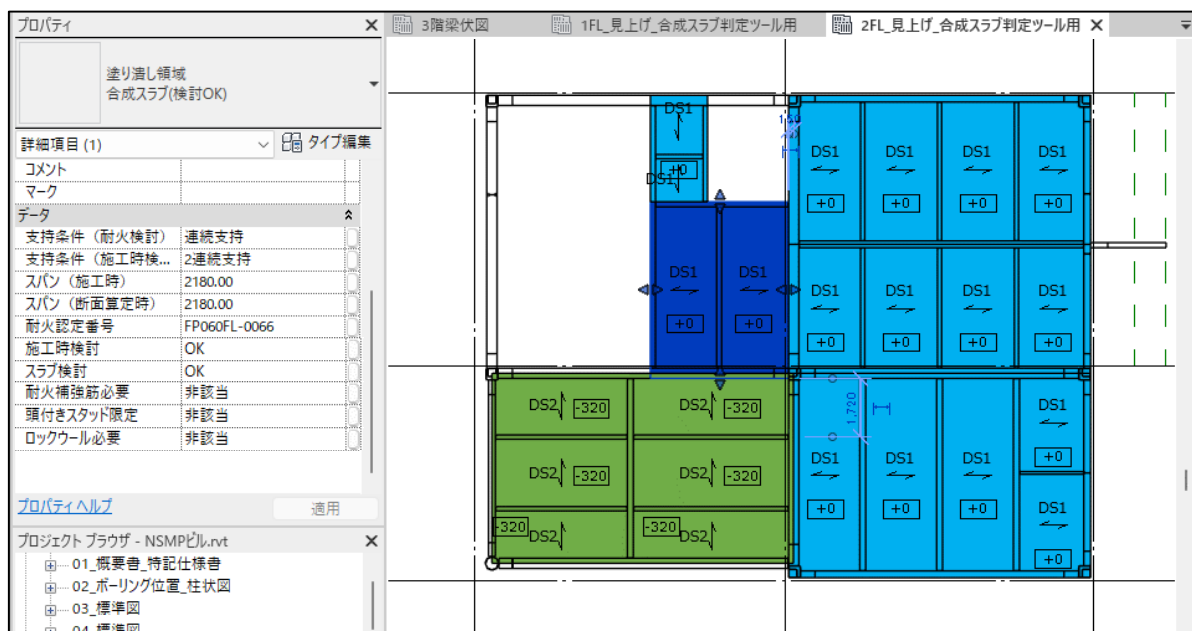 プロパティ
塗り潰し領域
合成スラブ(検討OK)
詳細項目 (1)
タイプ編集
コメント
マーク
データ
支持条件（耐火検討） 連続支持
支持条件（施工時検... 2連続支持
スパン（施工時） 2180.00
スパン（断面算定時） 2180.00
耐火認定番号 FP060FL-0066
施工時検討 OK
スラブ検討 OK
耐火補強筋必要 非該当
頭付きスタッド限定 非該当
ロックウール必要 非該当
プロパティ ヘルプ
適用
プロジェクト ブラウザ - NSMPビル.rvt
01_概要書_特記仕様書
02_ボーリング位置_柱状図
03_標準図
04_標準図
3階梁伏図
1FL_見上げ_合成スラブ判定ツール用
2FL_見上げ_合成スラブ判定ツール用
DS1
+0
DS1
DS1 DS1 DS1 DS1
+0 +0 +0 +0
DS1 DS1
+0 +0
DS1 DS1 DS1 DS1
+0 +0 +0 +0
DS2 -320 DS2 -320
1,720
DS1
+0
DS2 -320 DS2 -320
DS1 DS1 DS1
+0 +0 +0
DS1
+0
-320 DS2 -320 DS2